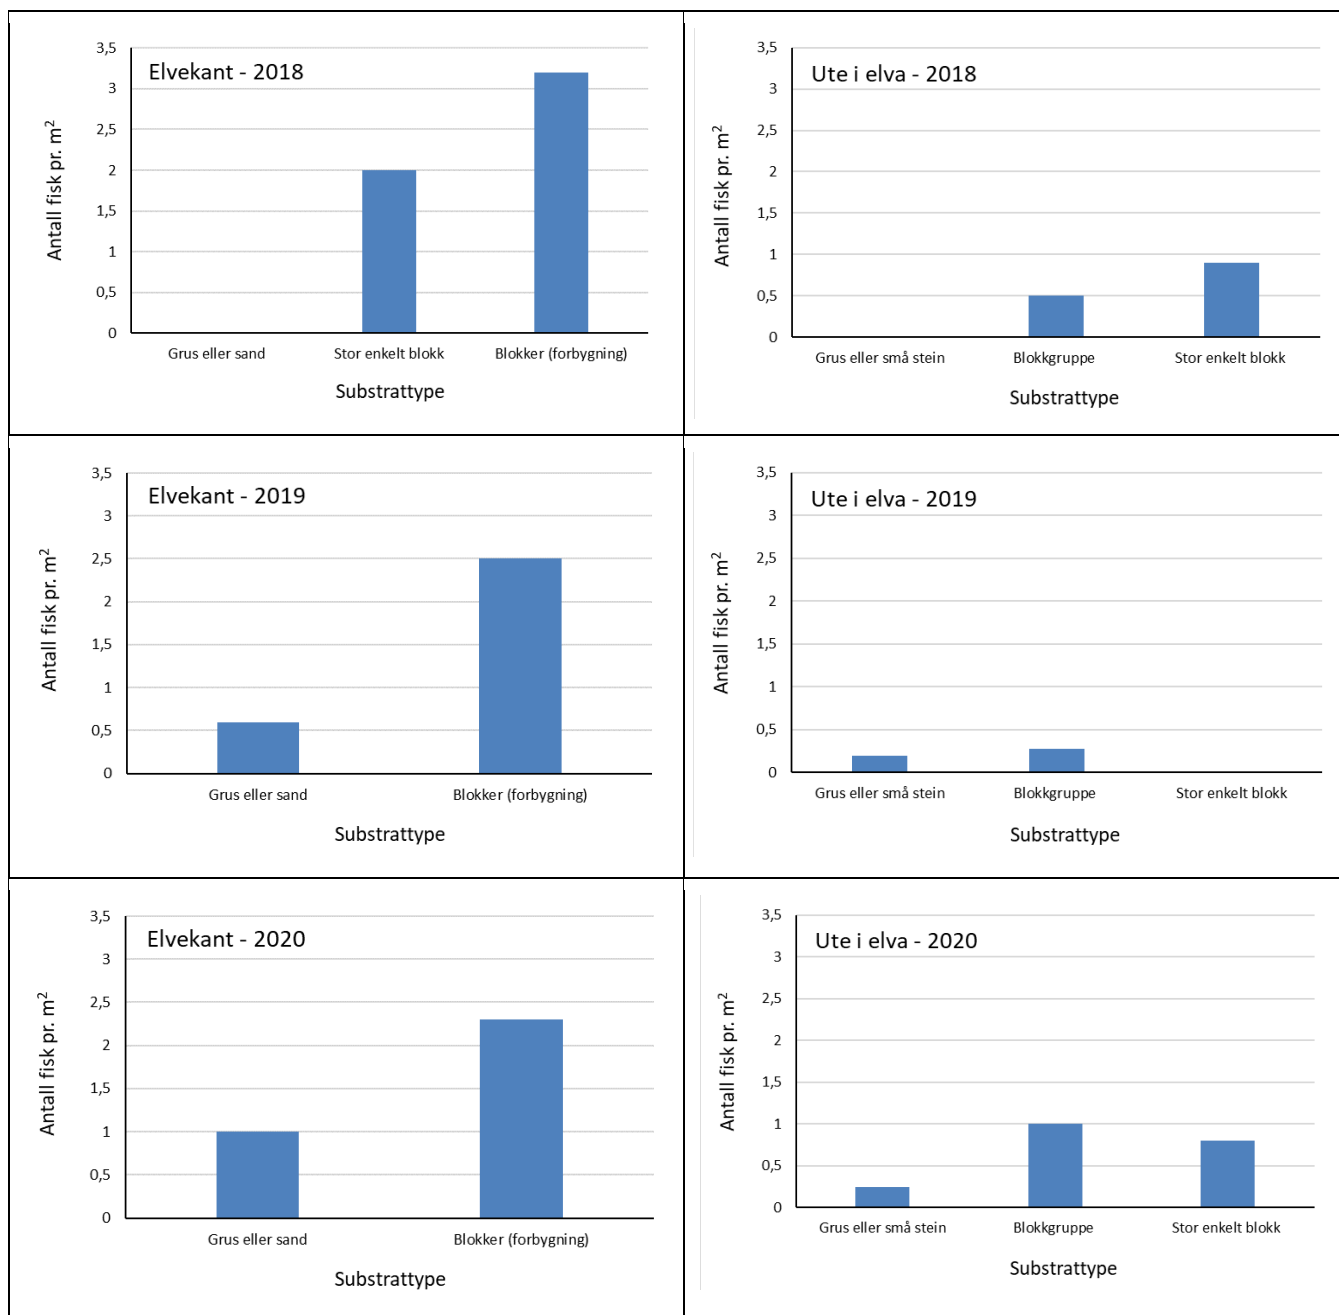 Elvekant - 2018
Antall fisk pr. m²
3,5
3
2,5
2
1,5
1
0,5
0
Grus eller sand
Stor enkelt blokk
Blokker (forbygning)
Substrattype
Ute i elva - 2018
Antall fisk pr. m²
3,5
3
2,5
2
1,5
1
0,5
0
Grus eller små stein
Blokkgruppe
Stor enkelt blokk
Substrattype
Elvekant - 2019
Antall fisk pr. m²
3,5
3
2,5
2
1,5
1
0,5
0
Grus eller sand
Blokker (forbygning)
Substrattype
Ute i elva - 2019
Antall fisk pr. m²
3,5
3
2,5
2
1,5
1
0,5
0
Grus eller små stein
Blokkgruppe
Stor enkelt blokk
Substrattype
Elvekant - 2020
Antall fisk pr. m²
3,5
3
2,5
2
1,5
1
0,5
0
Grus eller sand
Blokker (forbygning)
Substrattype
Ute i elva - 2020
Antall fisk pr. m²
3,5
3
2,5
2
1,5
1
0,5
0
Grus eller små stein
Blokkgruppe
Stor enkelt blokk
Substrattype